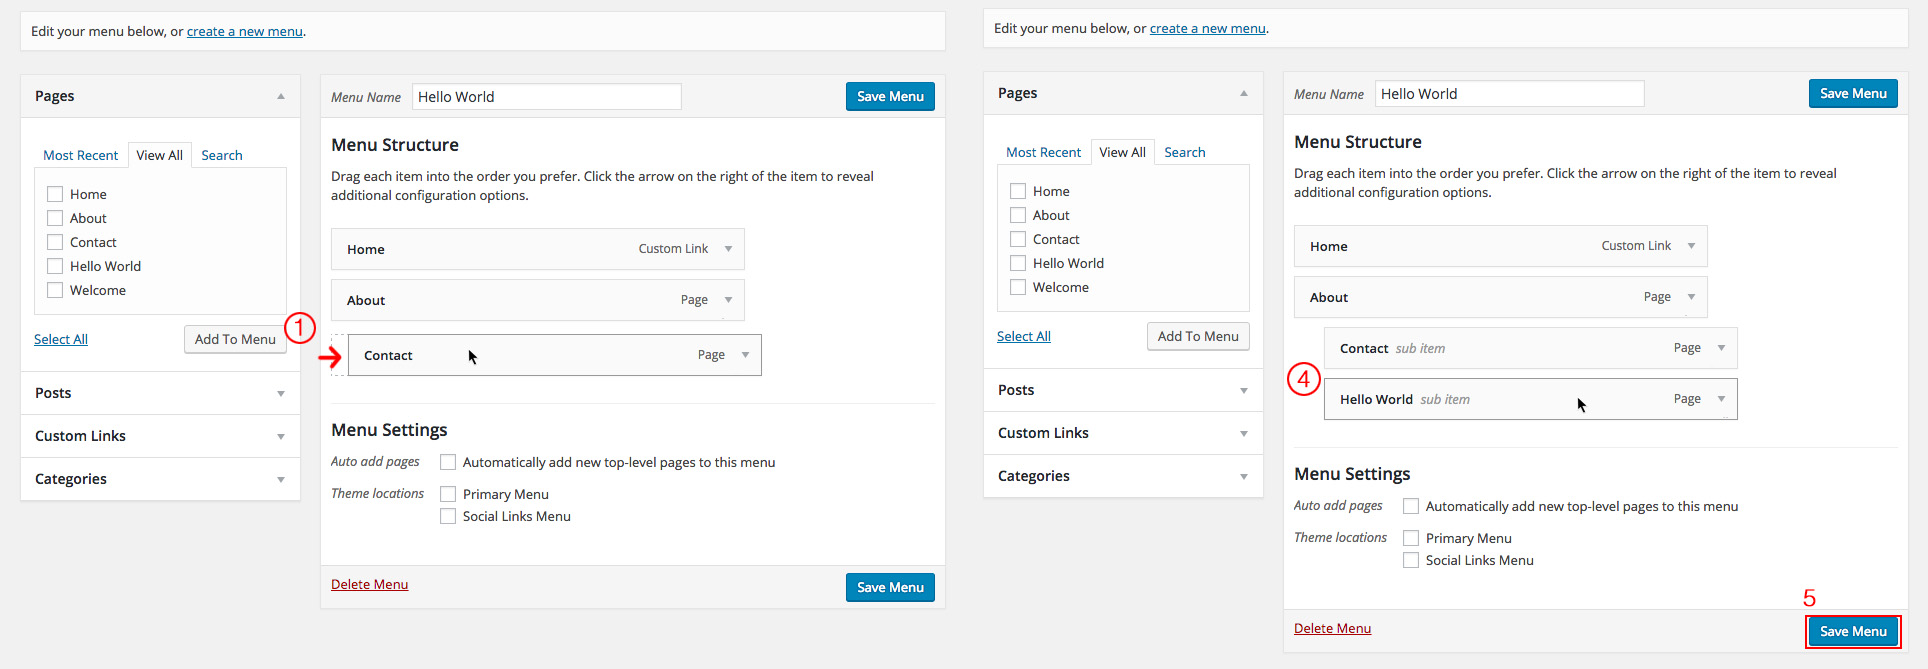 Edit your menu below, or create a new menu.
Pages
Most Recent View All Search
Home
About
Contact
Hello World
Welcome
Select All Add To Menu
Posts
Custom Links
Categories
Menu Name Hello World Save Menu
Menu Structure
Drag each item into the order you prefer. Click the arrow on the right of the item to reveal
additional configuration options.
Home Custom Link
About Page
1
Contact Page
Menu Settings
Auto add pages Automatically add new top-level pages to this menu
Theme locations Primary Menu
Social Links Menu
Delete Menu Save Menu
Edit your menu below, or create a new menu.
Pages
Most Recent View All Search
Home
About
Contact
Hello World
Welcome
Select All Add To Menu
Posts
Custom Links
Categories
Menu Name Hello World Save Menu
Menu Structure
Drag each item into the order you prefer. Click the arrow on the right of the item to reveal
additional configuration options.
Home Custom Link
About Page
Contact sub item Page
4
Hello World sub item Page
Menu Settings
Auto add pages Automatically add new top-level pages to this menu
Theme locations Primary Menu
Social Links Menu
5
Delete Menu Save Menu